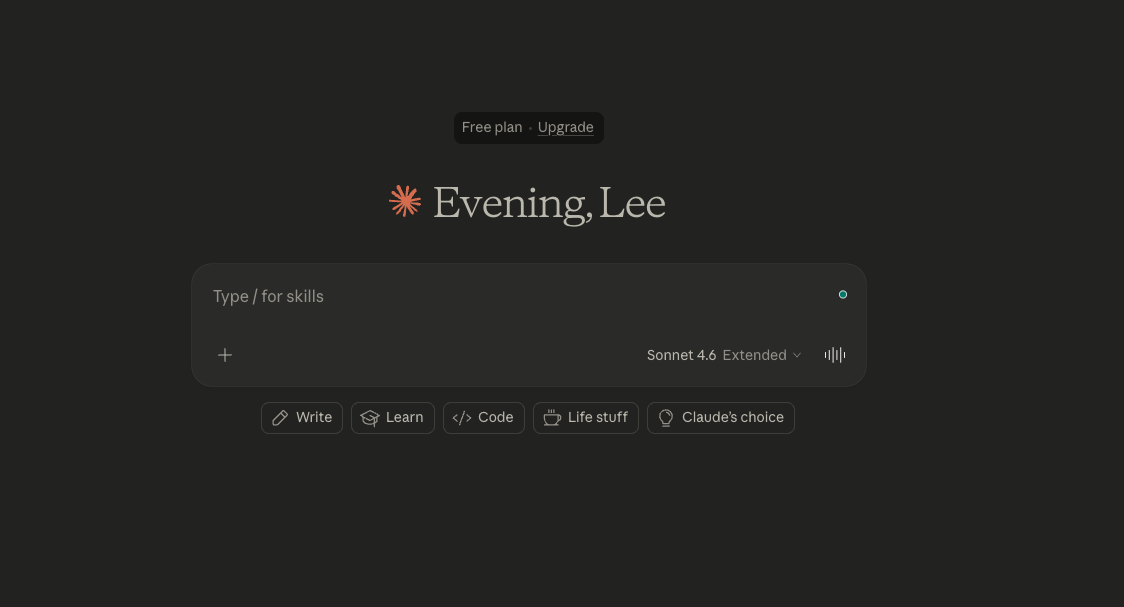 Free plan · Upgrade
Evening, Lee
Type / for skills
Sonnet 4.6 Extended
Write Learn Code Life stuff Claude's choice